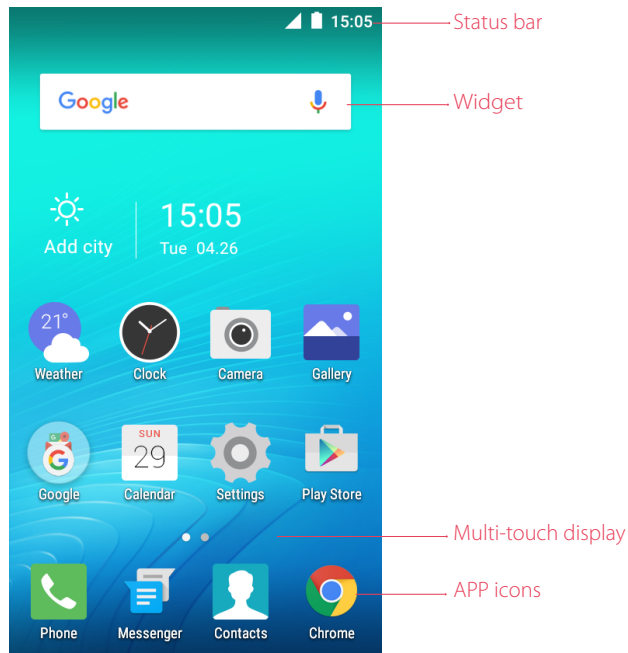 15:05
Status bar
Google
Widget
15:05
Add city
Tue 04.26
21°
Weather
Clock
Camera
Gallery
SUN
29
G
Google
Calendar
Settings
Play Store
Multi-touch display
APP icons
Phone
Messenger
Contacts
Chrome